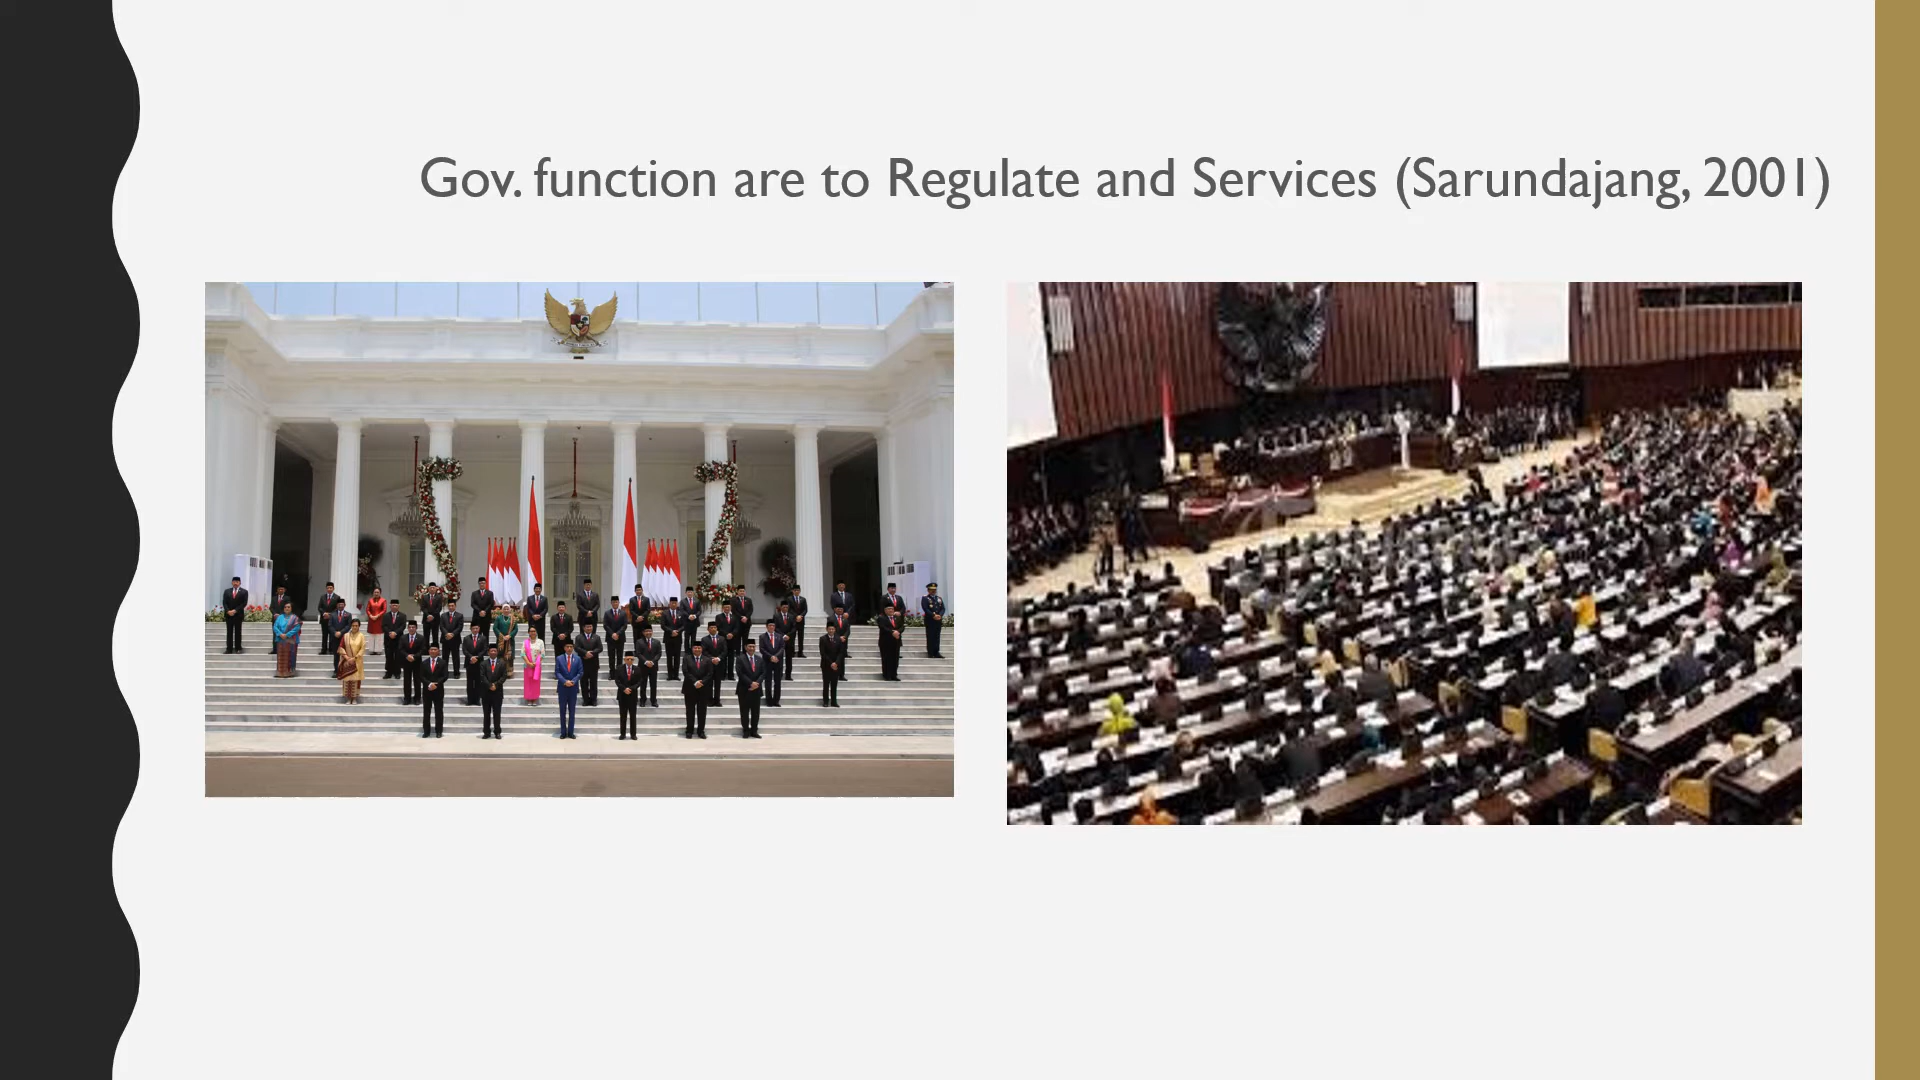 Gov. function are to Regulate and Services (Sarundajang, 2001)